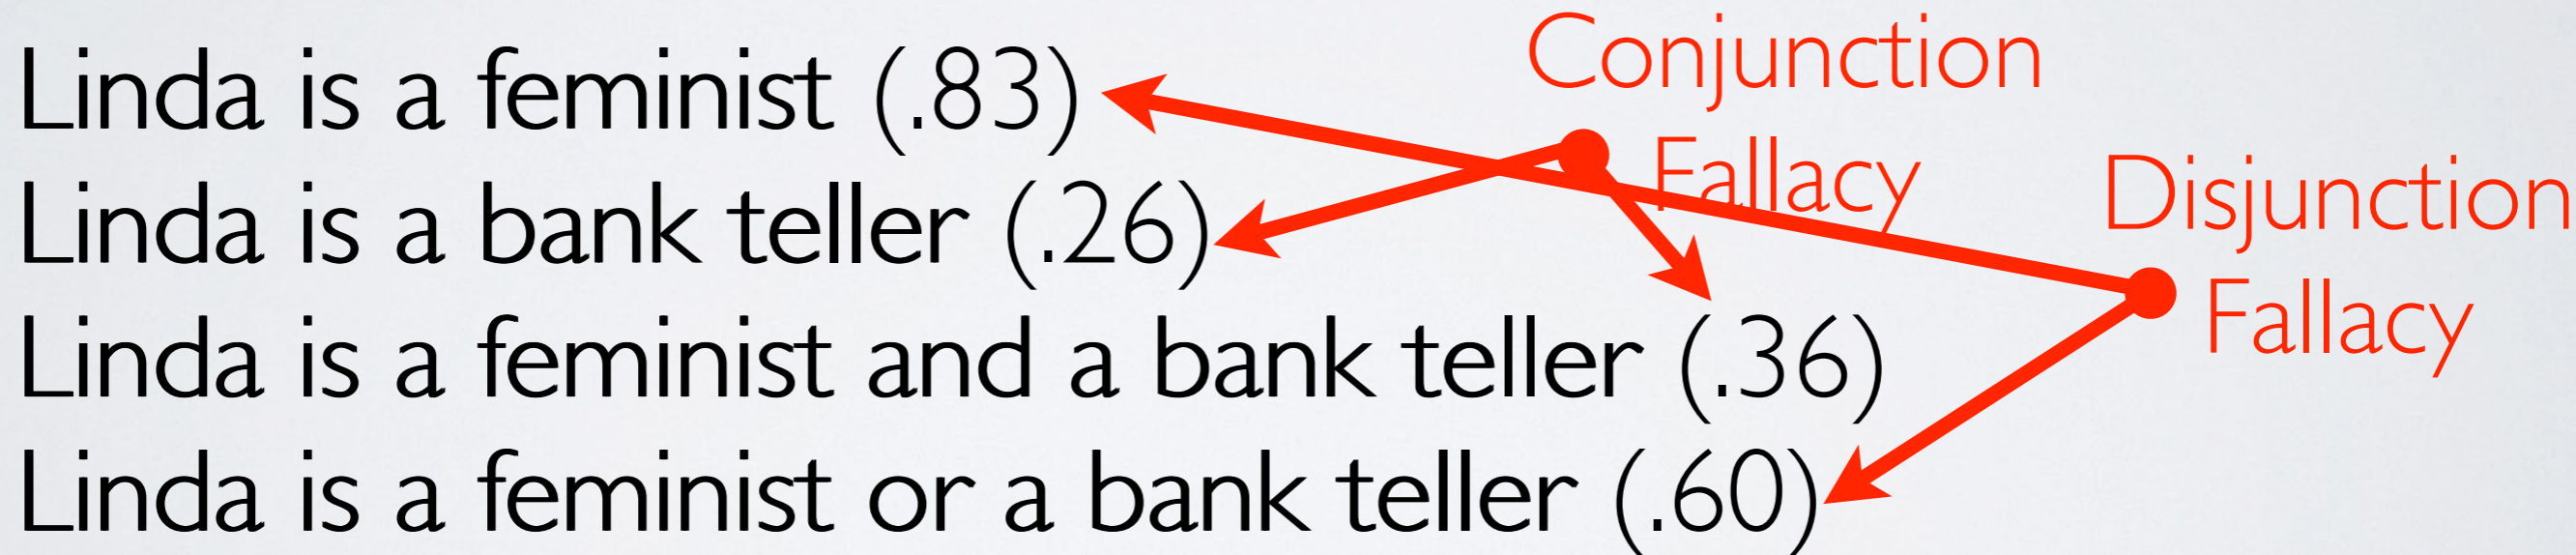 Linda is a feminist (.83)
Linda is a bank teller (.26)
Linda is a feminist and a bank teller (.36)
Linda is a feminist or a bank teller (.60)
Conjunction
Fallacy
Disjunction
Fallacy